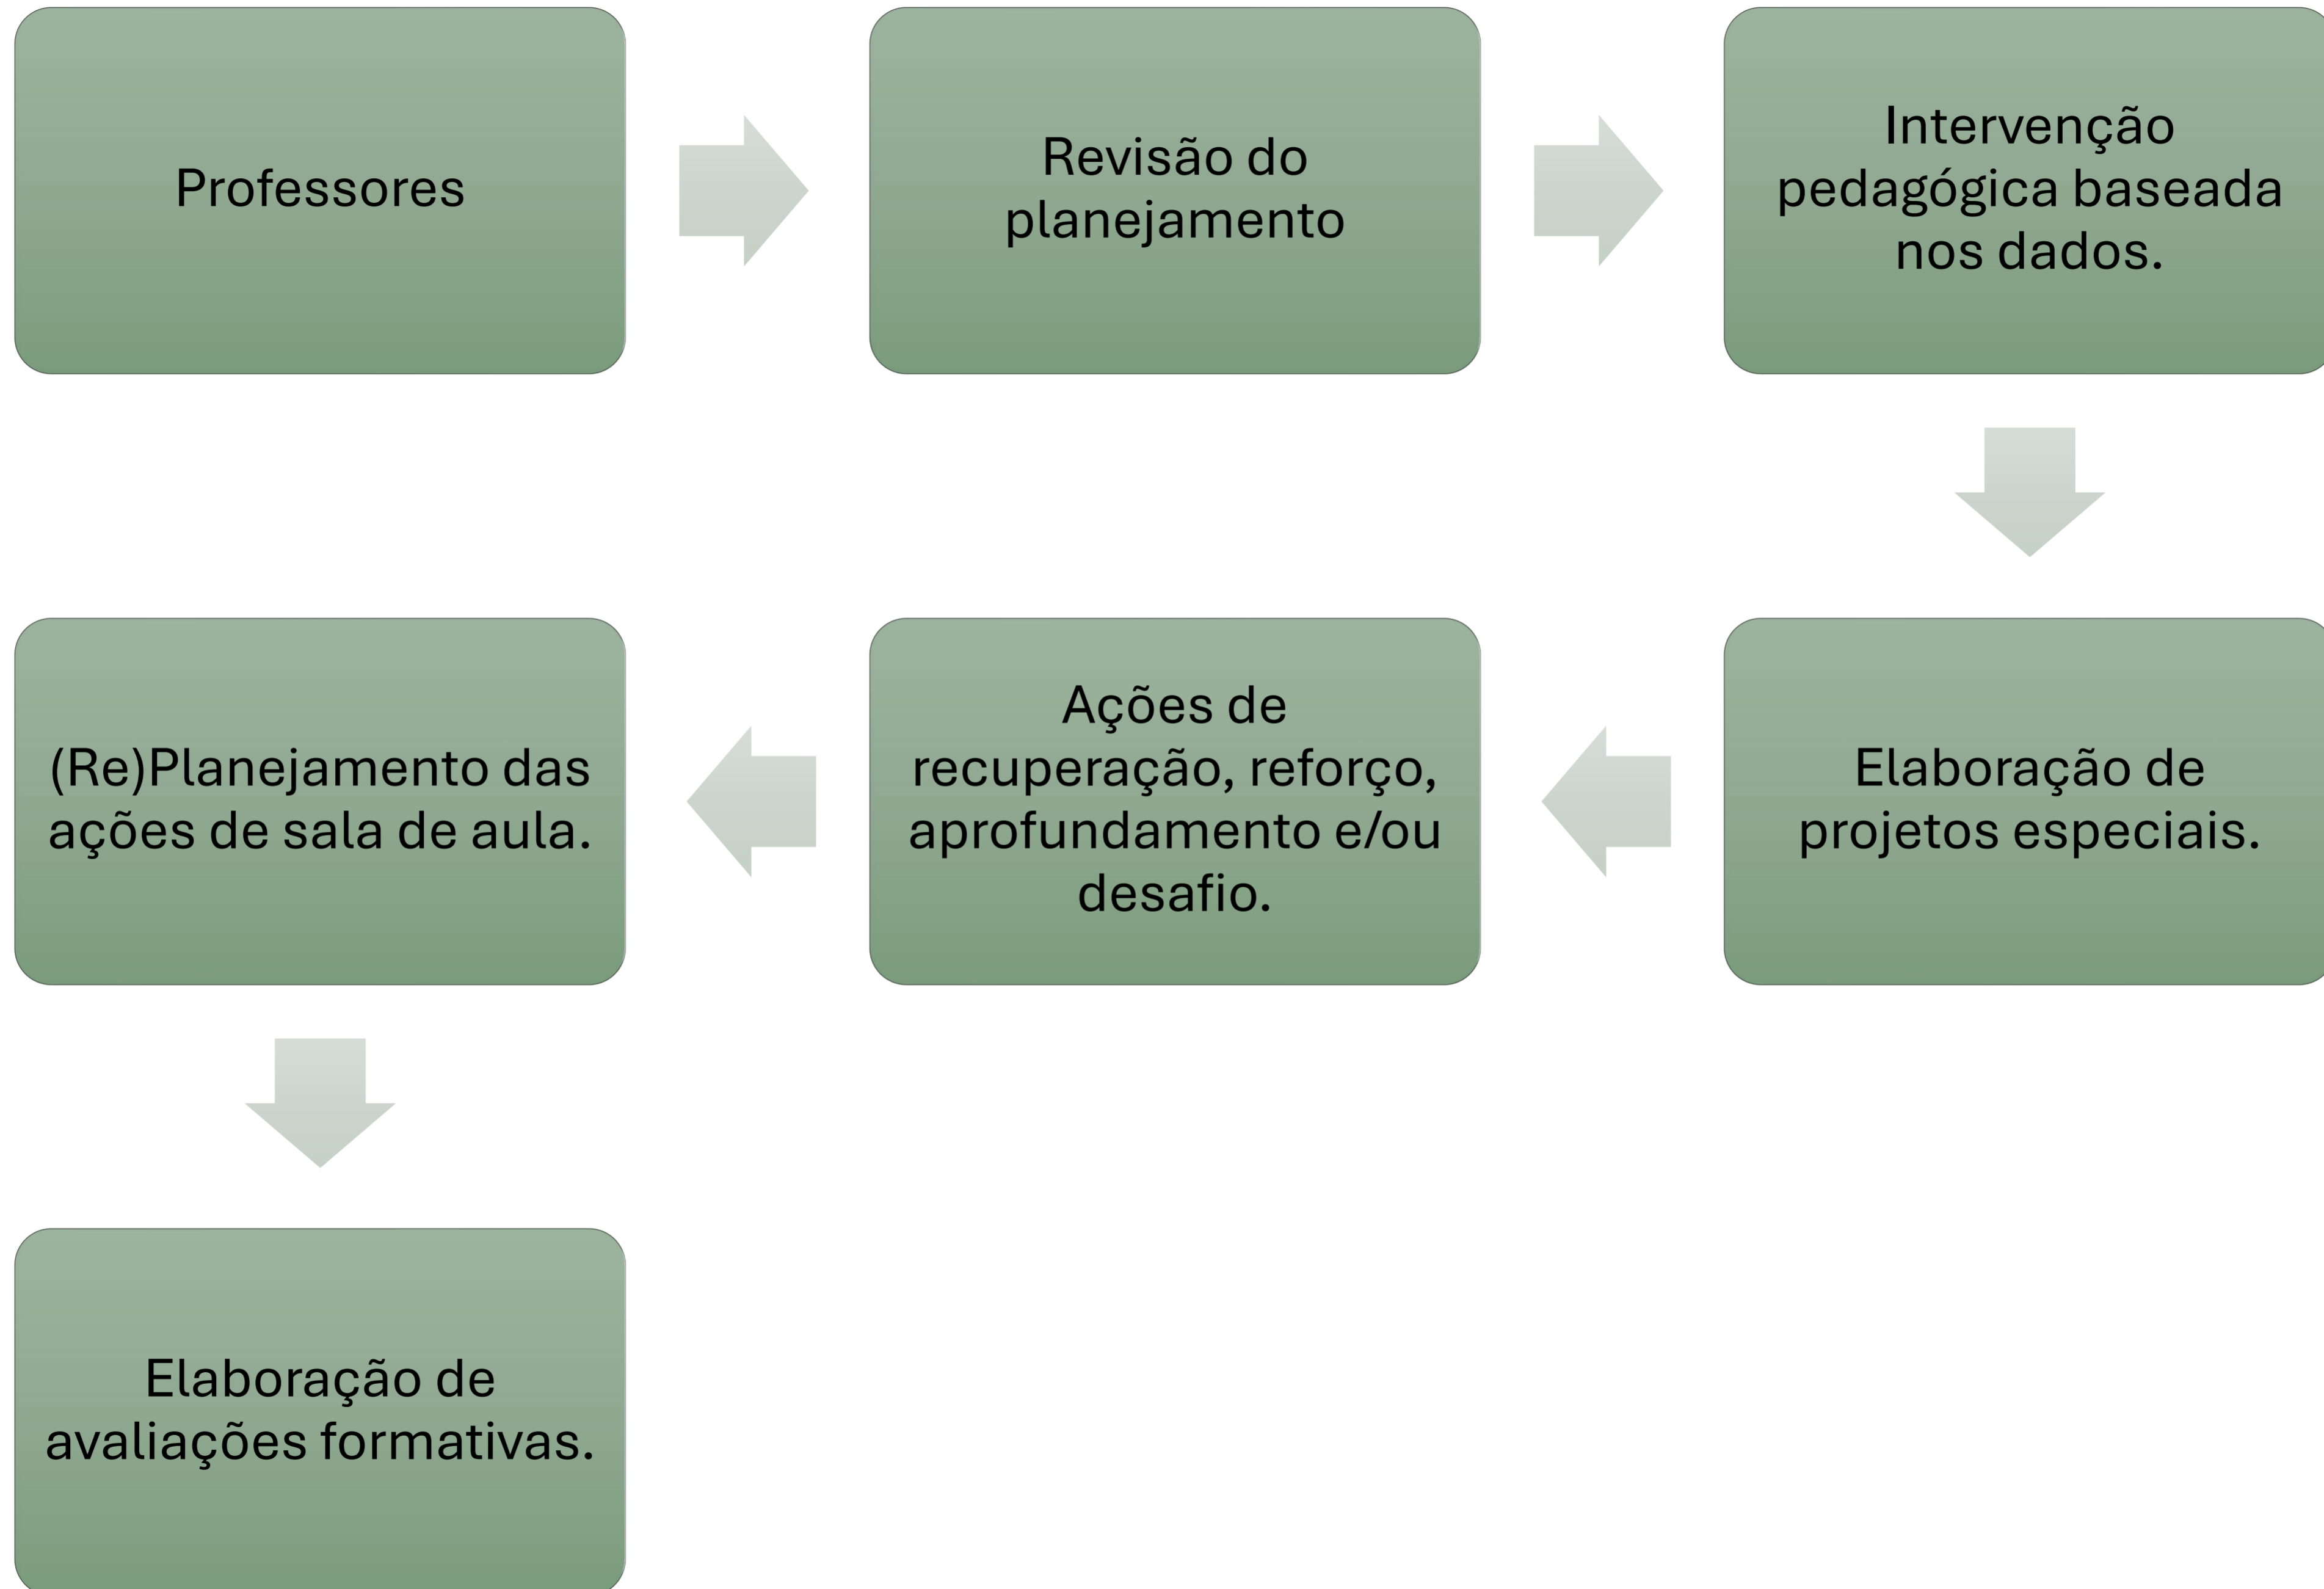 Professores
Revisão do
planejamento
Intervenção
pedagógica baseada
nos dados.
Elaboração de
projetos especiais.
Ações de
recuperação, reforço,
aprofundamento e/ou
desafio.
(Re)Planejamento das
ações de sala de aula.
Elaboração de
avaliações formativas.